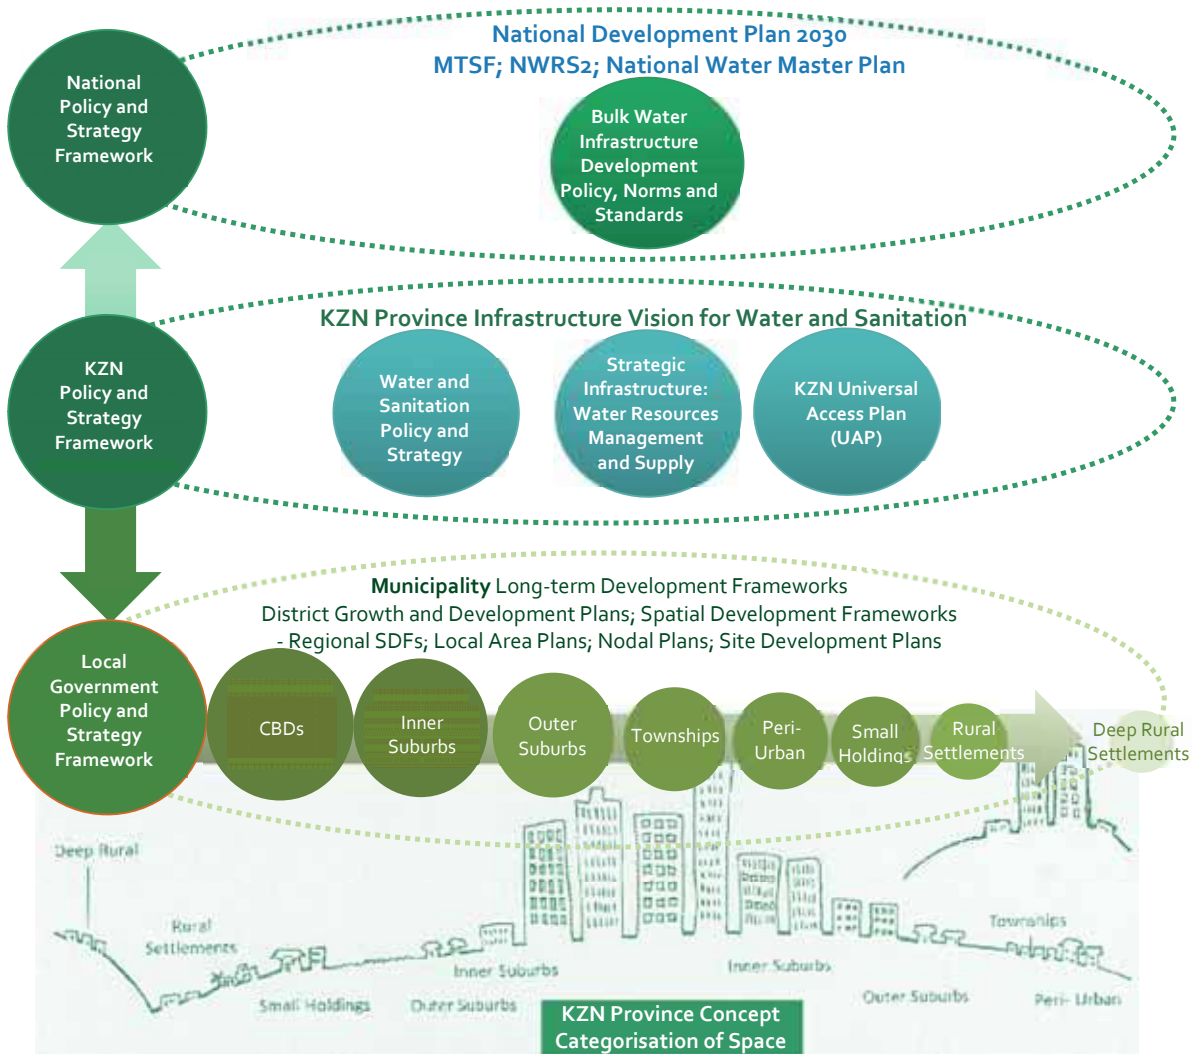 National Development Plan 2030
MTSF; NWRS2; National Water Master Plan
National
Policy and
Strategy
Framework
Bulk Water
Infrastructure
Development
Policy, Norms and
Standards
KZN Province Infrastructure Vision for Water and Sanitation
KZN
Policy and
Strategy
Framework
Water and
Sanitation
Policy and
Strategy
Strategic
Infrastructure:
Water Resources
Management
and Supply
KZN Universal
Access Plan
(UAP)
Municipality Long-term Development Frameworks
District Growth and Development Plans; Spatial Development Frameworks
- Regional SDFs; Local Area Plans; Nodal Plans; Site Development Plans
Local
Government
Policy and
Strategy
Framework
CBDs
Inner
Suburbs
Outer
Suburbs
Townships
Peri-
Urban
Small
Holdings
Rural
Settlements
Deep Rural
Settlements
Deep Rural
Rural
Settlements
Small Holdings
Outer Suburbs
Inner Suburbs
Inner Suburbs
Outer Suburbs
Townships
Peri- Urban
KZN Province Concept
Categorisation of Space